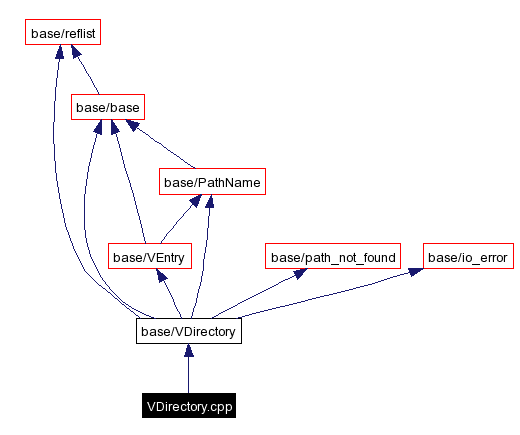 base/reflist
base/base
base/PathName
base/VEntry
base/path_not_found
base/io_error
base/VDirectory
VDirectory.cpp